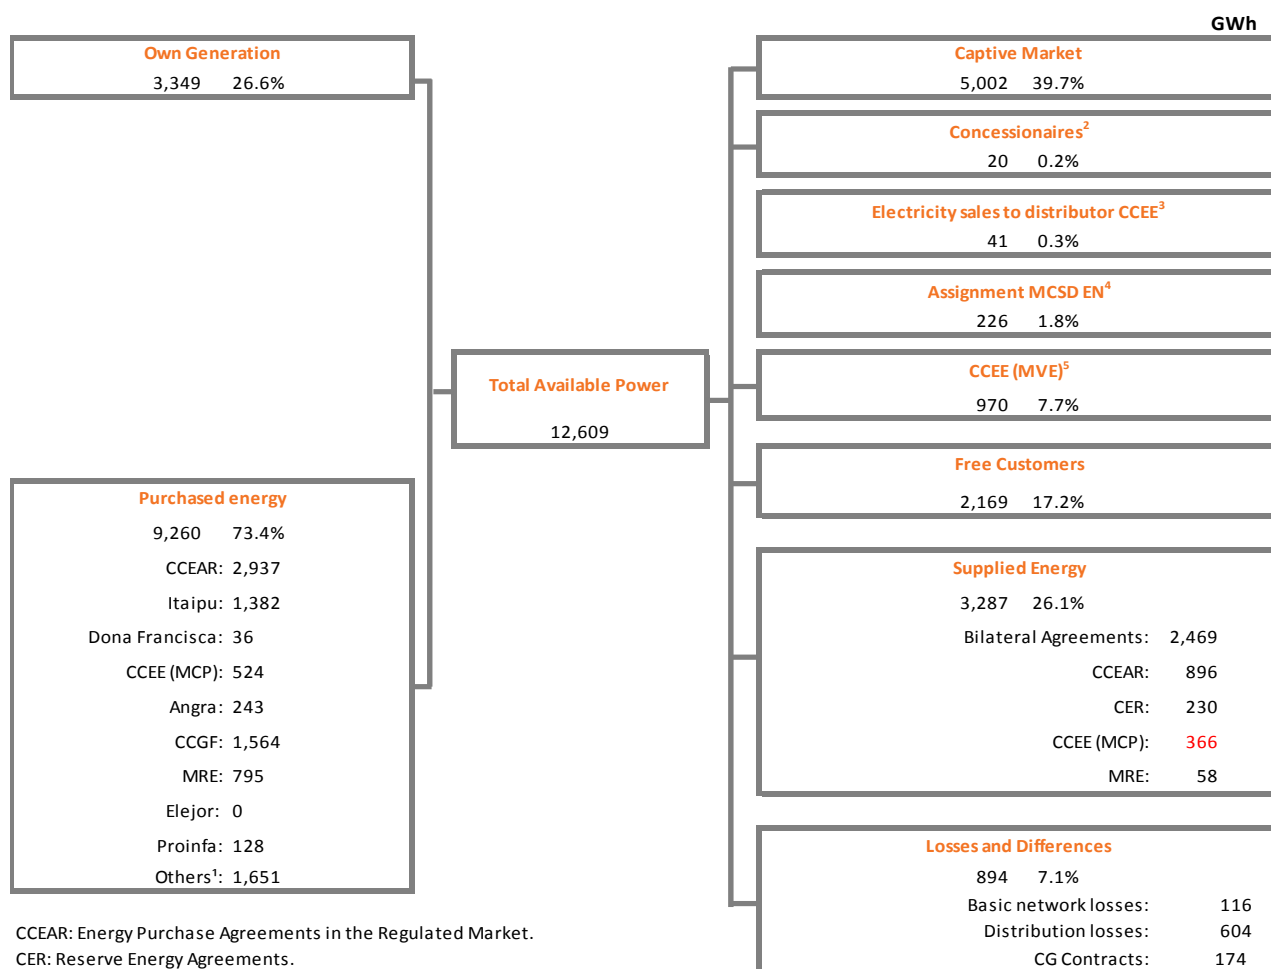 GWh
Own Generation
3,349 26.6%
Purchased energy
9,260 73.4%
CCEAR: 2,937
Itaipu: 1,382
Dona Francisca: 36
CCEE (MCP): 524
Angra: 243
CCGF: 1,564
MRE: 795
Elejor: 0
Proinfa: 128
Others¹: 1,651
Total Available Power
12,609
Captive Market
5,002 39.7%
Concessionaires²
20 0.2%
Electricity sales to distributor CCEE³
41 0.3%
Assignment MCSD EN⁴
226 1.8%
CCEE (MVE)⁵
970 7.7%
Free Customers
2,169 17.2%
Supplied Energy
3,287 26.1%
Bilateral Agreements: 2,469
CCEAR: 896
CER: 230
CCEE (MCP): 366
MRE: 58
Losses and Differences
894 7.1%
Basic network losses: 116
Distribution losses: 604
CG Contracts: 174
CCEAR: Energy Purchase Agreements in the Regulated Market.
CER: Reserve Energy Agreements.